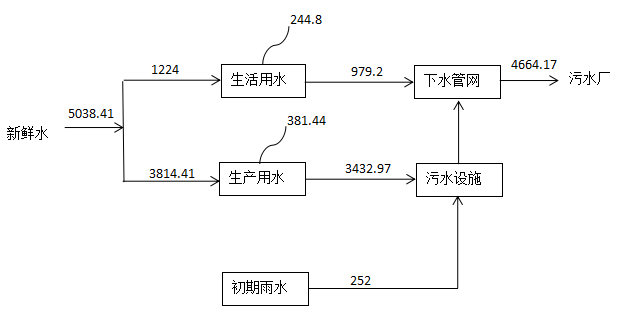 244.8
1224
生活用水
979.2
下水管网
4664.17
污水厂
5038.41
新鲜水
381.44
3814.41
生产用水
3432.97
污水设施
初期雨水
252